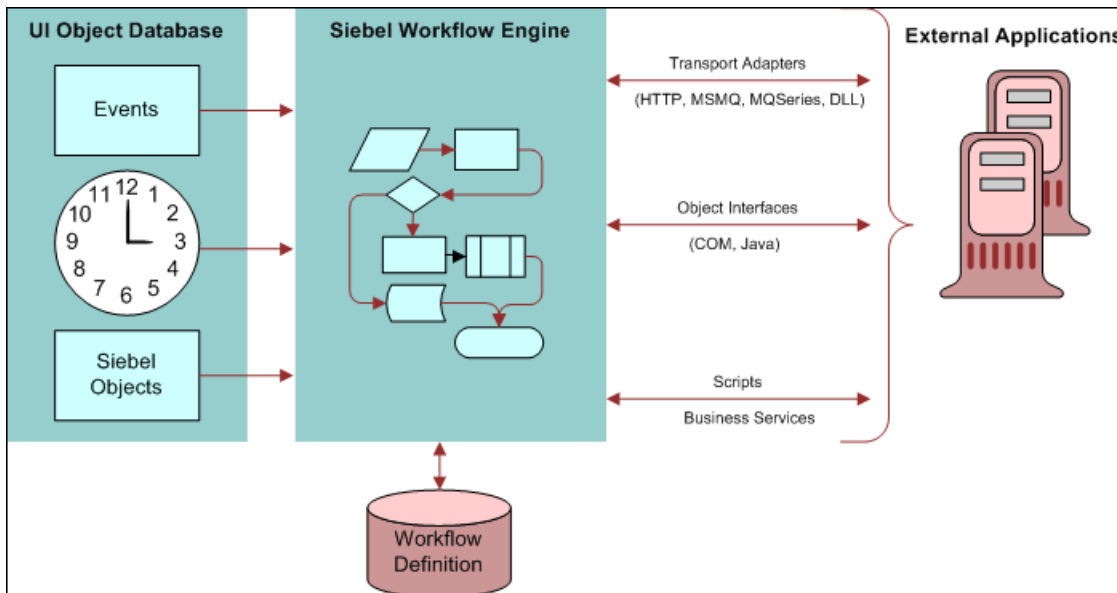 UI Object Database
Siebel Workflow Engine
External Applications
Events
12
1
2
3
4
5
6
7
8
9
10
11
Siebel
Objects
Transport Adapters
(HTTP, MSMQ, MQSeries, DLL)
Object Interfaces
(COM, Java)
Scripts
Business Services
Workflow
Definition